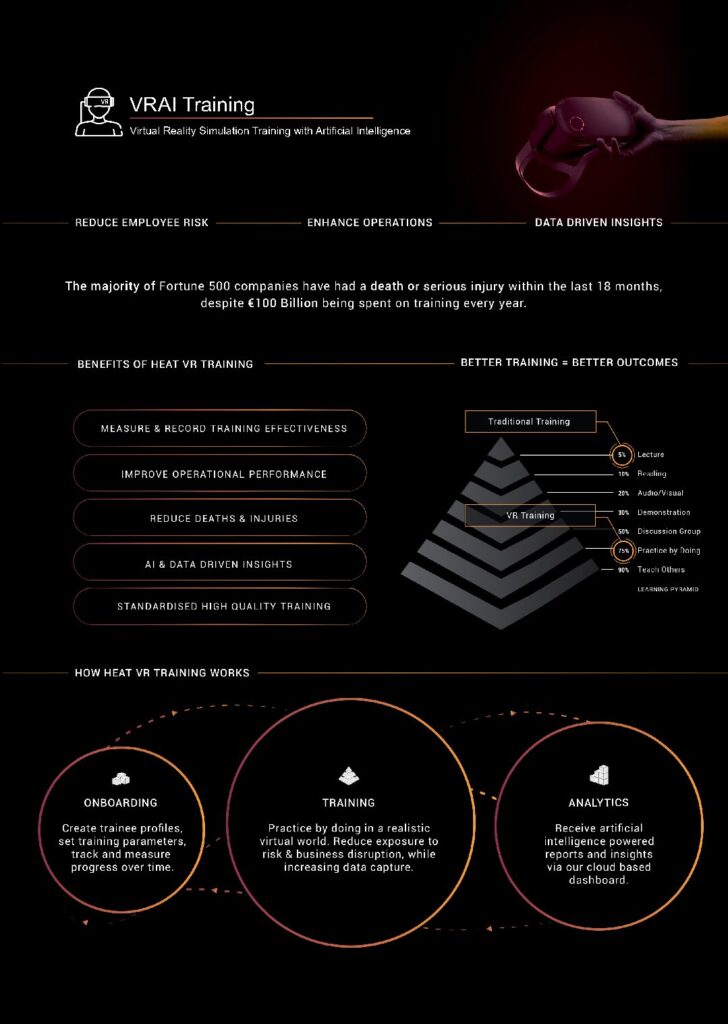 VR
VRAI Training
Virtual Reality Simulation Training with Artificial Intelligence
REDUCE EMPLOYEE RISK
ENHANCE OPERATIONS
DATA DRIVEN INSIGHTS
The majority of Fortune 500 companies have had a death or serious injury within the last 18 months,
despite €100 Billion being spent on training every year.
BENEFITS OF HEAT VR TRAINING
MEASURE & RECORD TRAINING EFFECTIVENESS
IMPROVE OPERATIONAL PERFORMANCE
REDUCE DEATHS & INJURIES
AI & DATA DRIVEN INSIGHTS
STANDARDISED HIGH QUALITY TRAINING
BETTER TRAINING = BETTER OUTCOMES
Traditional Training
5% Lecture
10% Reading
20% Audio/Visual
30% Demonstration
VR Training
50% Discussion Group
75% Practice by Doing
90% Teach Others
LEARNING PYRAMID
HOW HEAT VR TRAINING WORKS
ONBOARDING
Create trainee profiles,
set training parameters,
track and measure
progress over time.
TRAINING
Practice by doing in a realistic
virtual world. Reduce exposure to
risk & business disruption, while
increasing data capture.
ANALYTICS
Receive artificial
intelligence powered
reports and insights
via our cloud based
dashboard.